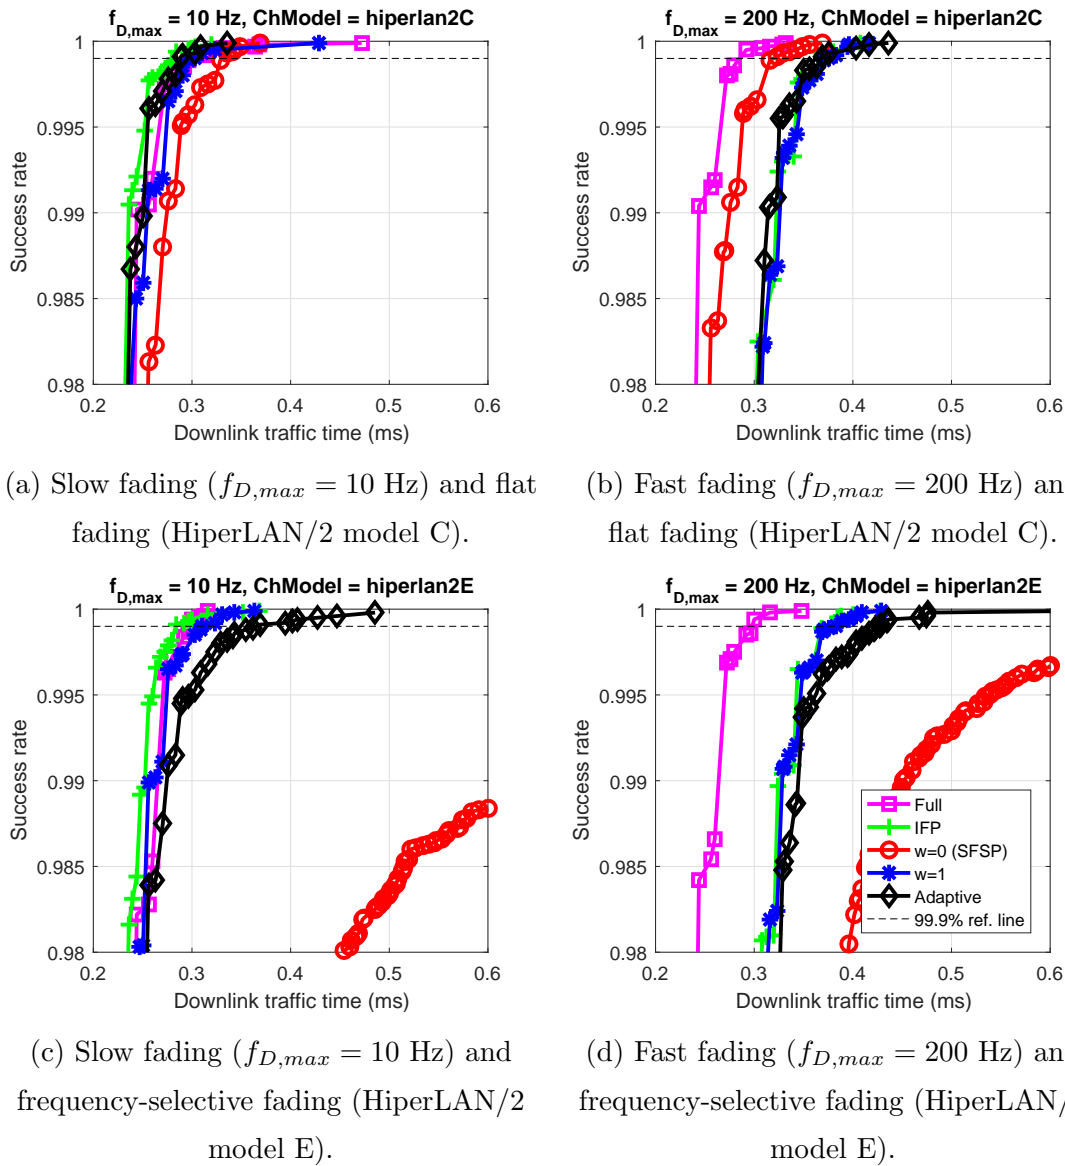 f_D,max = 10 Hz, ChModel = hiperlan2C
1
0.995
0.99
0.985
0.98
Success rate
0.2 0.3 0.4 0.5 0.6
Downlink traffic time (ms)
(a) Slow fading (f_{D,max} = 10 Hz) and flat
fading (HiperLAN/2 model C).
f_D,max = 200 Hz, ChModel = hiperlan2C
1
0.995
0.99
0.985
0.98
Success rate
0.2 0.3 0.4 0.5 0.6
Downlink traffic time (ms)
(b) Fast fading (f_{D,max} = 200 Hz) an
flat fading (HiperLAN/2 model C).
f_D,max = 10 Hz, ChModel = hiperlan2E
1
0.995
0.99
0.985
0.98
Success rate
0.2 0.3 0.4 0.5 0.6
Downlink traffic time (ms)
(c) Slow fading (f_{D,max} = 10 Hz) and
frequency-selective fading (HiperLAN/2
model E).
f_D,max = 200 Hz, ChModel = hiperlan2E
1
0.995
0.99
0.985
0.98
Success rate
Full
IFP
w=0 (SFSP)
w=1
Adaptive
99.9% ref. line
0.2 0.3 0.4 0.5 0.6
Downlink traffic time (ms)
(d) Fast fading (f_{D,max} = 200 Hz) an
frequency-selective fading (HiperLAN/
model E).